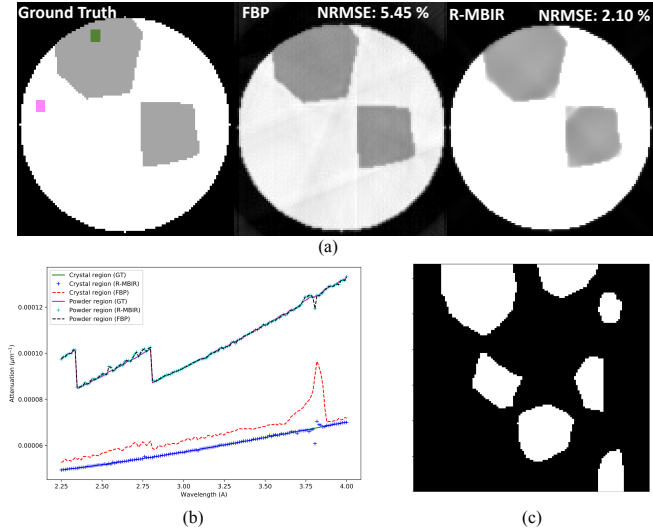 Ground Truth
FBP
NRMSE: 5.45 %
R-MBIR
NRMSE: 2.10 %
(a)
Crystal region (GT)
Crystal region (R-MBIR)
Crystal region (FBP)
Powder region (GT)
Powder region (R-MBIR)
Powder region (FBP)
Attenuation (μm⁻¹)
0.00012
0.00010
0.00008
0.00006
2.25
2.50
2.75
3.00
3.25
3.50
3.75
4.00
Wavelength (A)
(b)
(c)